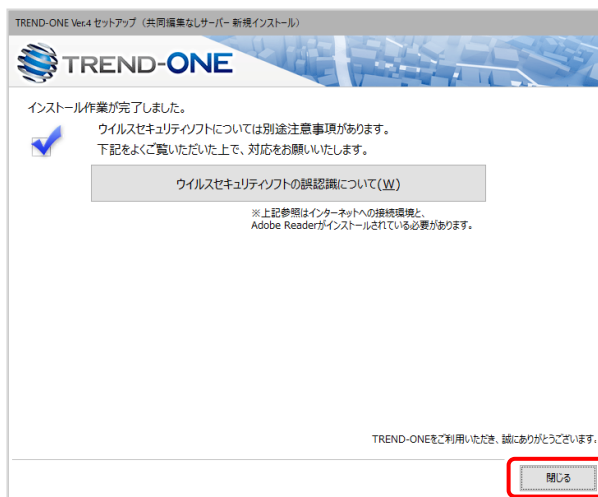 TREND-ONE Ver.4 セットアップ（共同編集なしサーバー 新規インストール）
TREND-ONE
インストール作業が完了しました。
ウイルスセキュリティソフトについては別途注意事項があります。
下記をよくご覧いただいた上で、対応をお願いいたします。
ウイルスセキュリティソフトの誤認識について(W)
※上記参照はインターネットへの接続環境と、
Adobe Readerがインストールされている必要があります。
TREND-ONEをご利用いただき、誠にありがとうございます。
閉じる